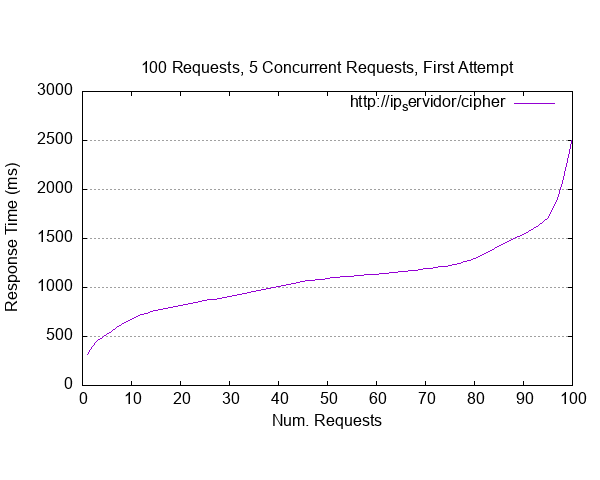 100 Requests, 5 Concurrent Requests, First Attempt
http://ip_servidor/cipher
3000
2500
2000
1500
1000
500
0
Response Time (ms)
0 10 20 30 40 50 60 70 80 90 100
Num. Requests